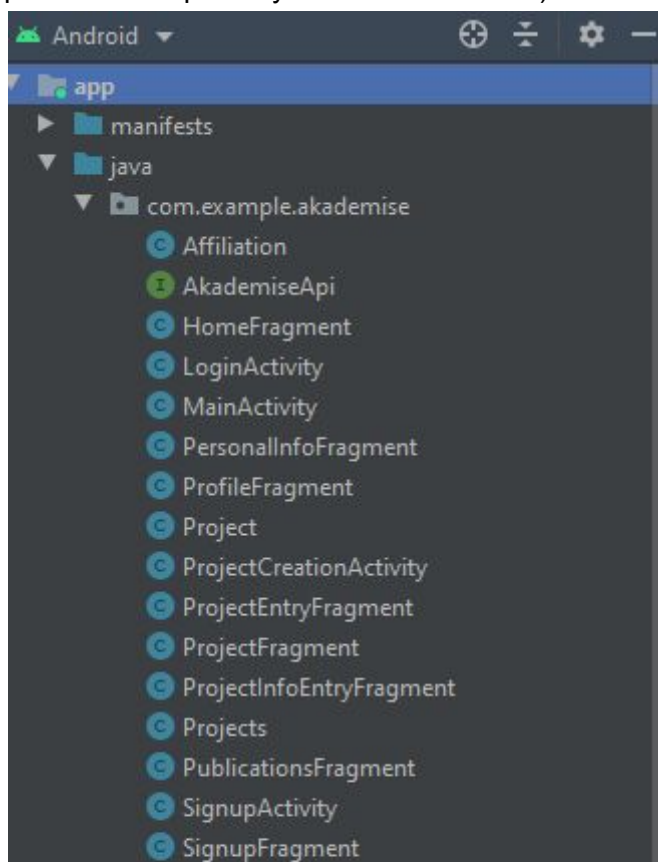 Android
app
manifests
java
com.example.akademise
C Affiliation
I AkademiseApi
C HomeFragment
C LoginActivity
C MainActivity
C PersonalInfoFragment
C ProfileFragment
C Project
C ProjectCreationActivity
C ProjectEntryFragment
C ProjectFragment
C ProjectInfoEntryFragment
C Projects
C PublicationsFragment
C SignupActivity
C SignupFragment